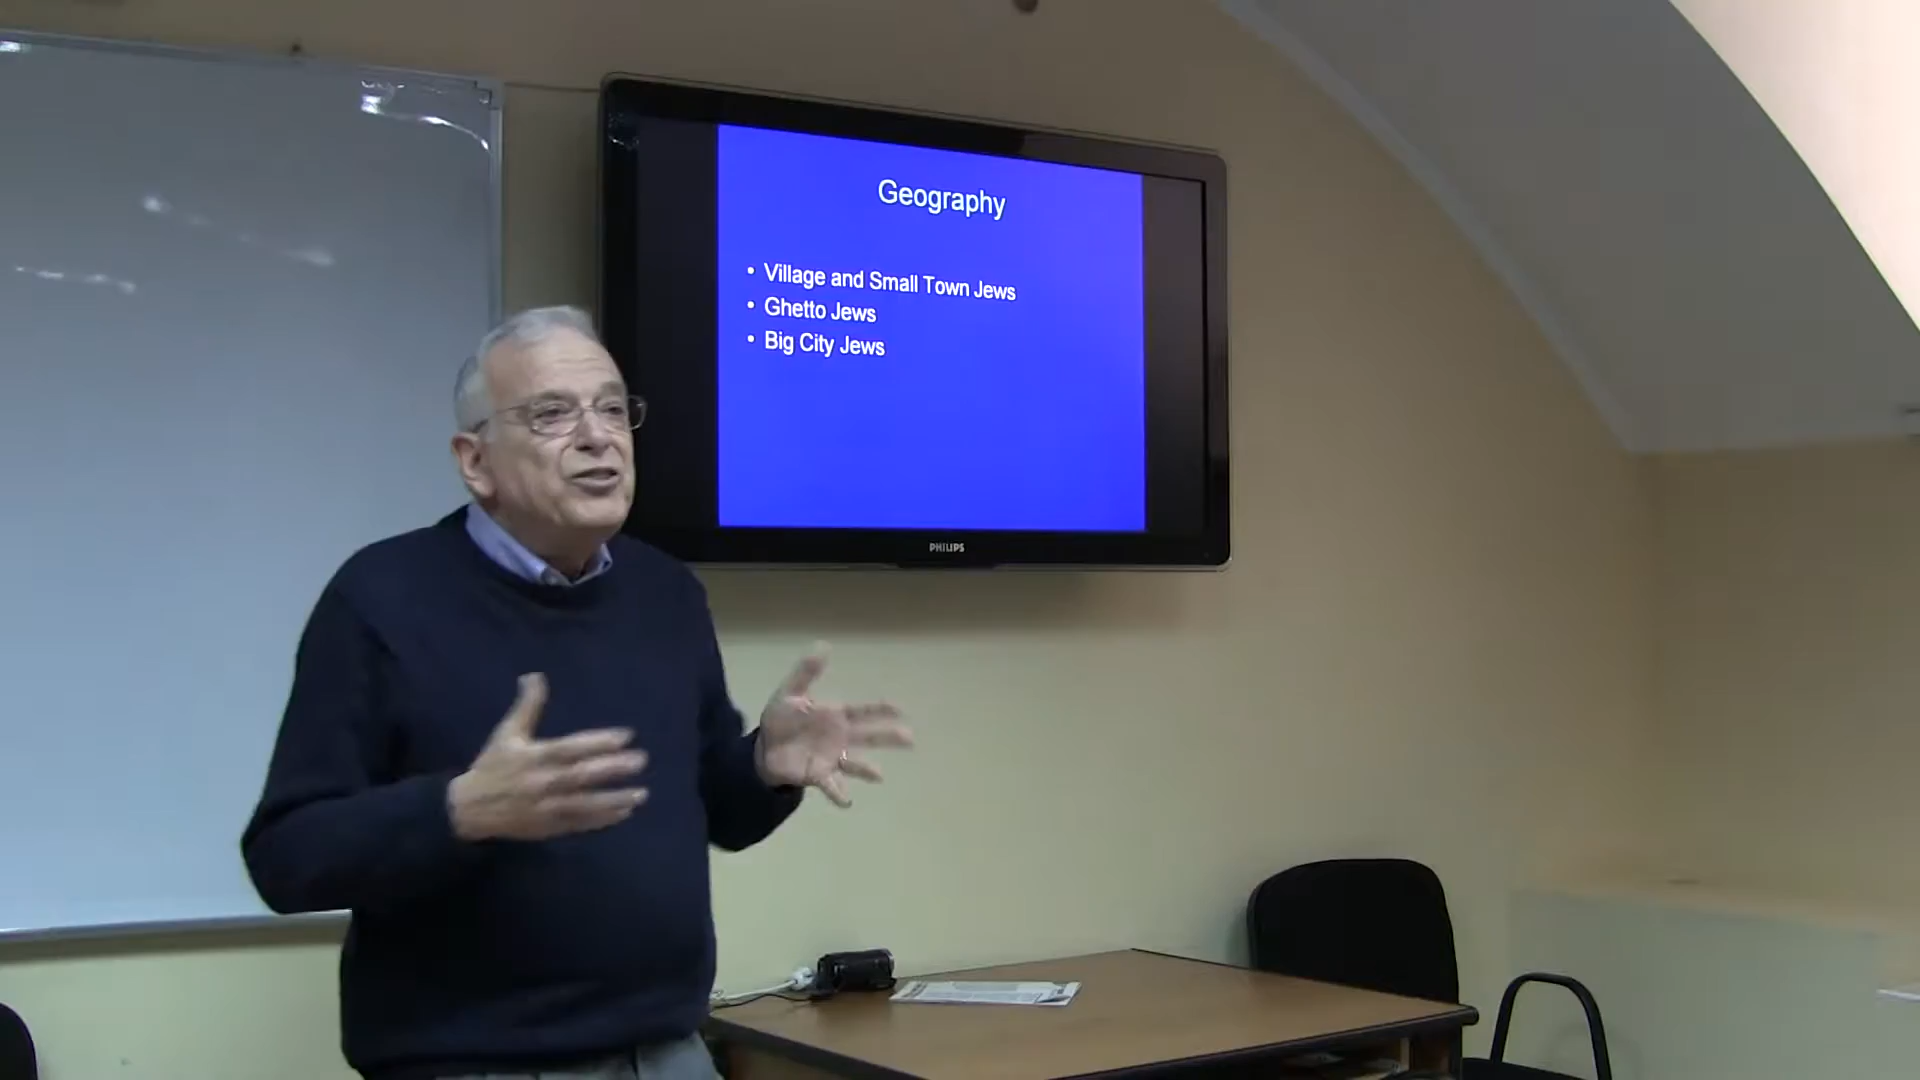 Geography
• Village and Small Town Jews
• Ghetto Jews
• Big City Jews
PHILIPS